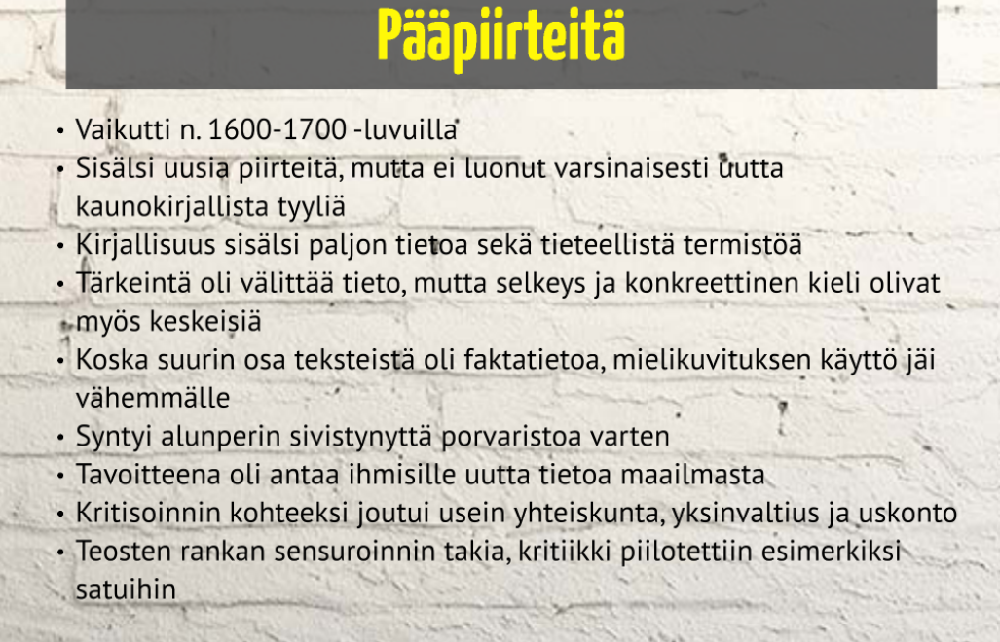 Pääpiirteitä
• Vaikutti n. 1600-1700 -luvuilla
• Sisälsi uusia piirteitä, mutta ei luonut varsinaisesti uutta
kaunokirjallista tyyliä
• Kirjallisuus sisälsi paljon tietoa sekä tieteellistä termistöä
• Tärkeintä oli välittää tieto, mutta selkeys ja konkreettinen kieli olivat
myös keskeisiä
• Koska suurin osa teksteistä oli faktatietoa, mielikuvituksen käyttö jäi
vähemmälle
• Syntyi alunperin sivistynyttä porvaristoa varten
• Tavoitteena oli antaa ihmisille uutta tietoa maailmasta
• Kritisoinnin kohteeksi joutui usein yhteiskunta, yksinvaltius ja uskonto
• Teosten rankan sensuroinnin takia, kritiikki piilotettiin esimerkiksi
satuihin